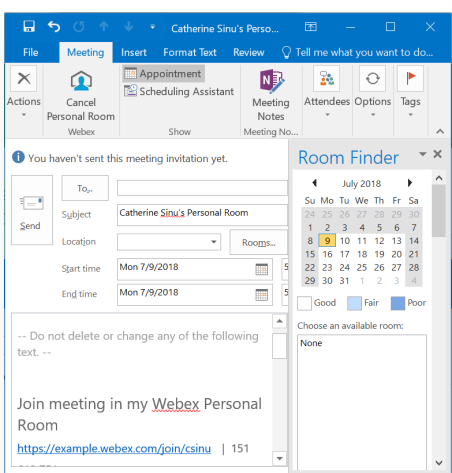 Catherine Sinu's Perso...
File Meeting Insert Format Text Review Tell me what you want to do...
Actions
Cancel Personal Room
Webex
Appointment
Scheduling Assistant
Show
Meeting Notes
Meeting No...
Attendees
Options
Tags
You haven't sent this meeting invitation yet.
Send
To...
Subject Catherine Sinu's Personal Room
Location Rooms...
Start time Mon 7/9/2018 5
End time Mon 7/9/2018 5
-- Do not delete or change any of the following
text. --
Join meeting in my Webex Personal
Room
https://example.webex.com/join/csinu | 151
Room Finder
July 2018
Su Mo Tu We Th Fr Sa
24 25 26 27 28 29 30
1 2 3 4 5 6 7
8 9 10 11 12 13 14
15 16 17 18 19 20 21
22 23 24 25 26 27 28
29 30 31 1 2 3 4
Good Fair Poor
Choose an available room:
None